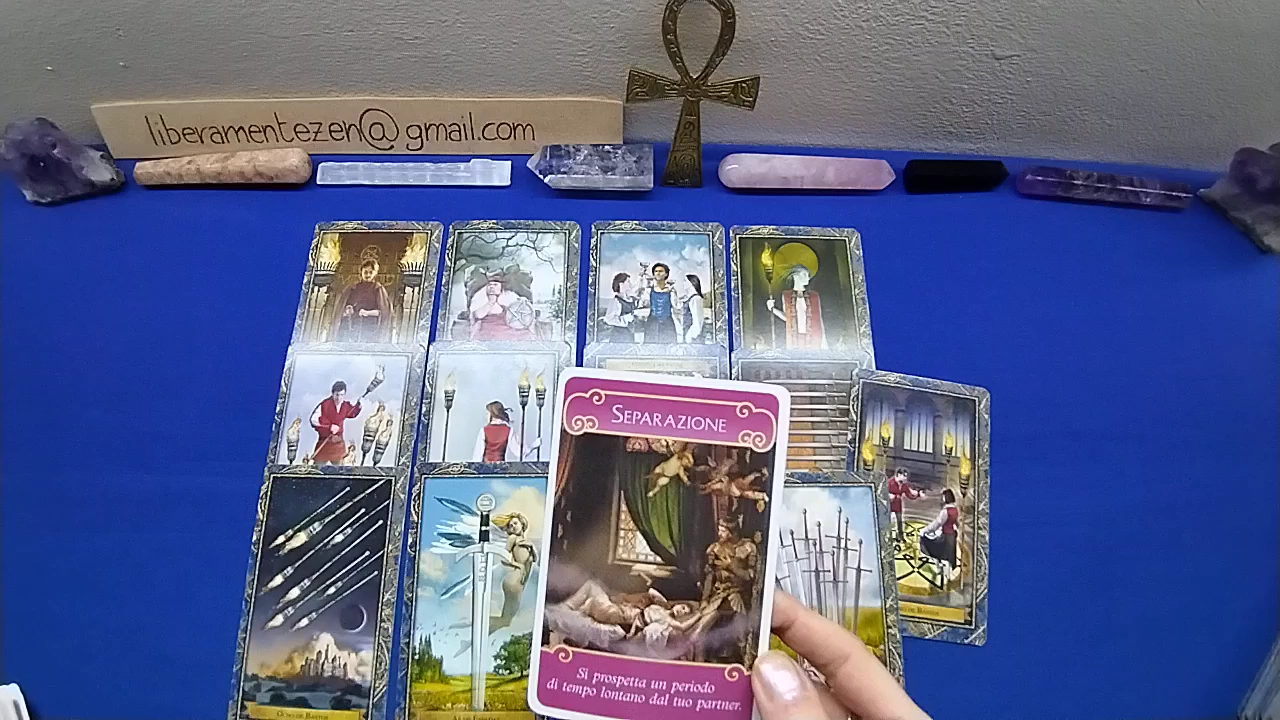 liberamentezen@gmail.com
SEPARAZIONE
Si prospetta un periodo
di tempo lontano dal tuo partner.